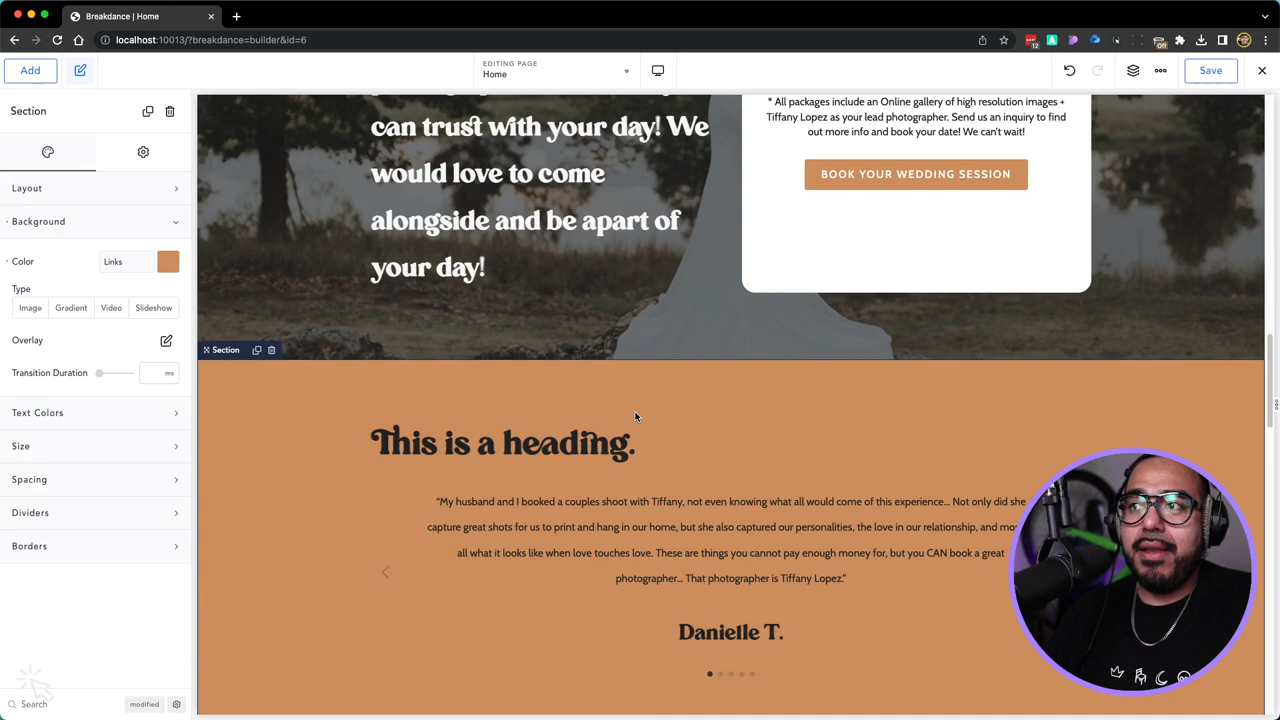 Breakdance | Home
localhost:10013/?breakdance=builder&id=6
12
Off
Add
EDITING PAGE
Home
Save
Section
Layout
Background
Color
Links
Type
Image
Gradient
Video
Slideshow
Overlay
Transition Duration
ms
Text Colors
Size
Spacing
Dividers
Borders
Search
modified
can trust with your day! We
would love to come
alongside and be apart of
your day!
* All packages include an Online gallery of high resolution images +
Tiffany Lopez as your lead photographer. Send us an inquiry to find
out more info and book your date! We can't wait!
BOOK YOUR WEDDING SESSION
Section
This is a heading.
"My husband and I booked a couples shoot with Tiffany, not even knowing what all would come of this experience... Not only did she
capture great shots for us to print and hang in our home, but she also captured our personalities, the love in our relationship, and
all what it looks like when love touches love. These are things you cannot pay enough money for, but you CAN book a great
photographer... That photographer is Tiffany Lopez."
Danielle T.